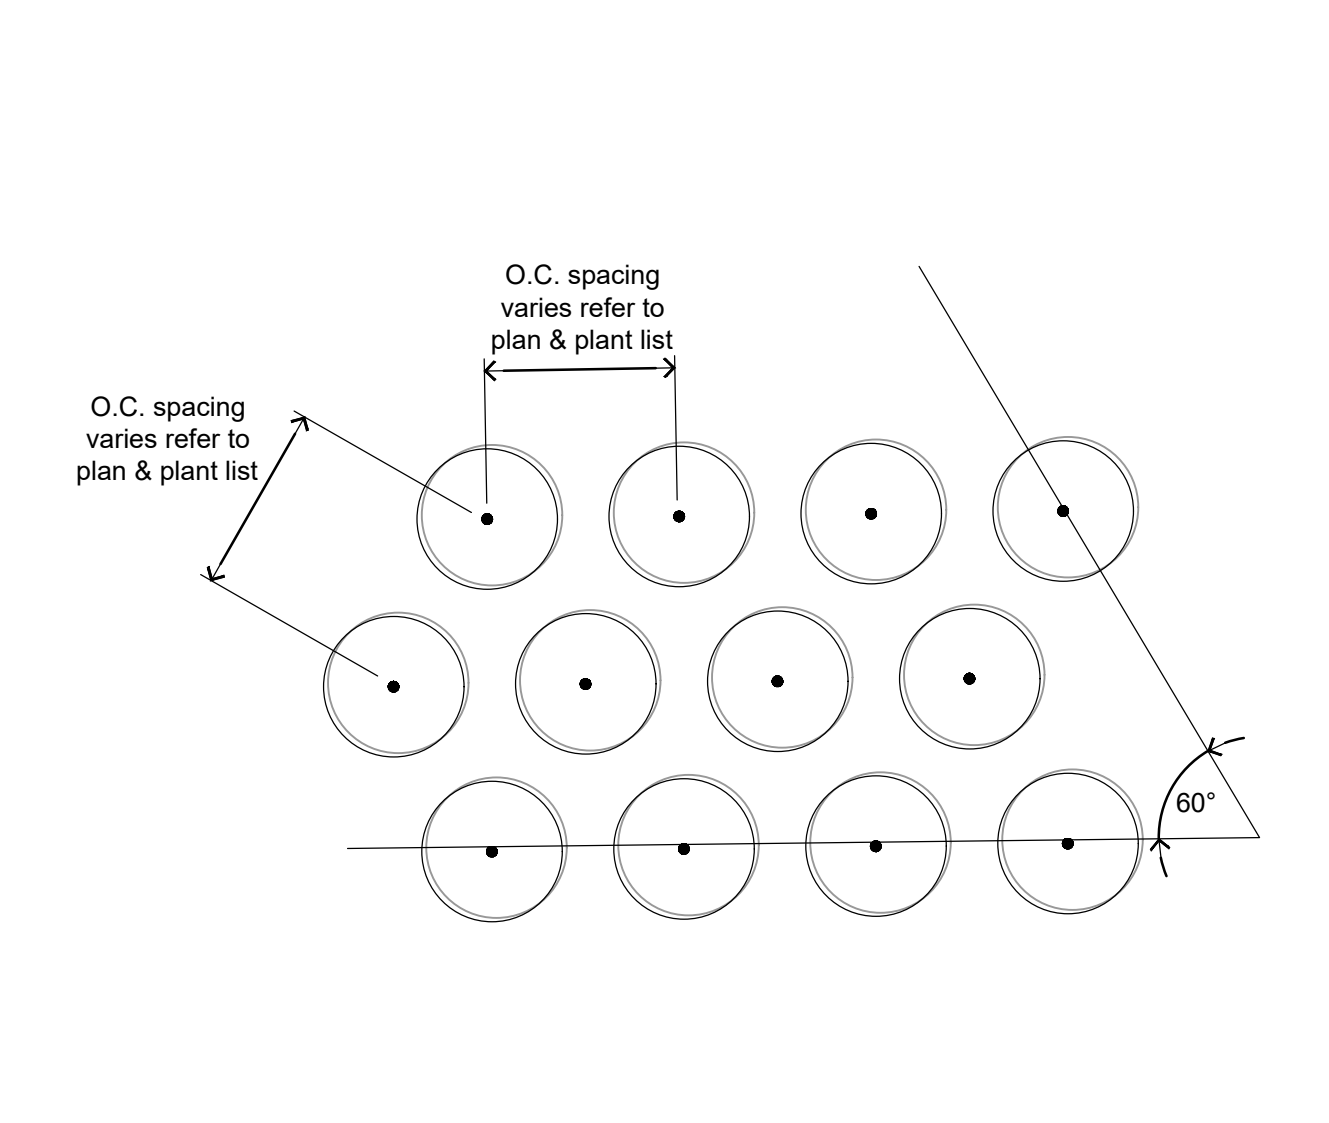 O.C. spacing
varies refer to
plan & plant list
O.C. spacing
varies refer to
plan & plant list
60°